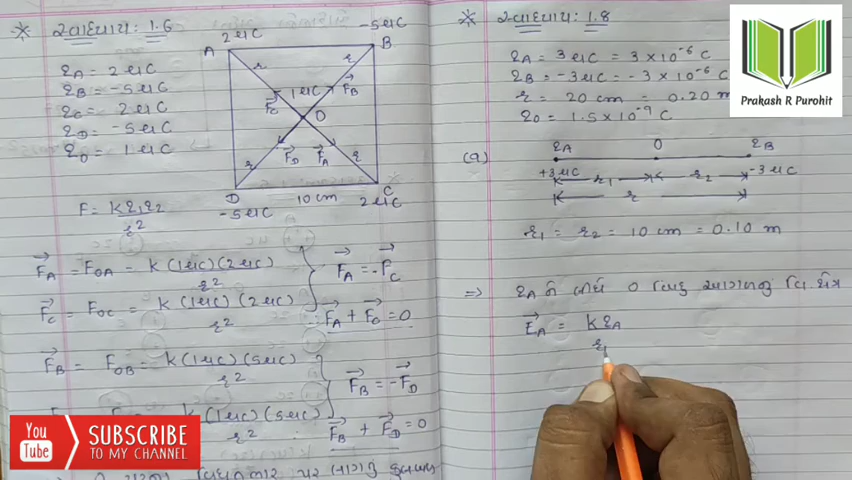 * સ્વાધ્યાય: 1.6
2μC
-5μC
A
B
qA = 2μC
qB = -5μC
qC = 2μC
qD = -5μC
qO = 1μC
r
r
1μC
FC
FB
O
FD
FA
r
r
D
10 cm
C
-5μC
2μC
F = kq1q2
r²
FA = FOA = k(1μC)(2μC)
r²
FA = -FC
FC = FOC = k(1μC)(2μC)
r²
FA + FC = 0
FB = FOB = k(1μC)(5μC)
r²
FB = -FD
k(1μC)(5μC)
r²
FB + FD = 0
You Tube
SUBSCRIBE
TO MY CHANNEL
* સ્વાધ્યાય: 1.8
qA = 3μC = 3 × 10⁻⁶ C
qB = -3μC = -3 × 10⁻⁶ C
r = 20 cm = 0.20 m
q0 = 1.5 × 10⁻⁹ C
Prakash R Purohit
(a)
qA
O
qB
+3μC
r1
r2
-3μC
r
r1 = r2 = 10 cm = 0.10 m
⇒ qA ને લીધે O બિંદુ આગળનું વિ ક્ષેત્ર
EA = kqA
r1